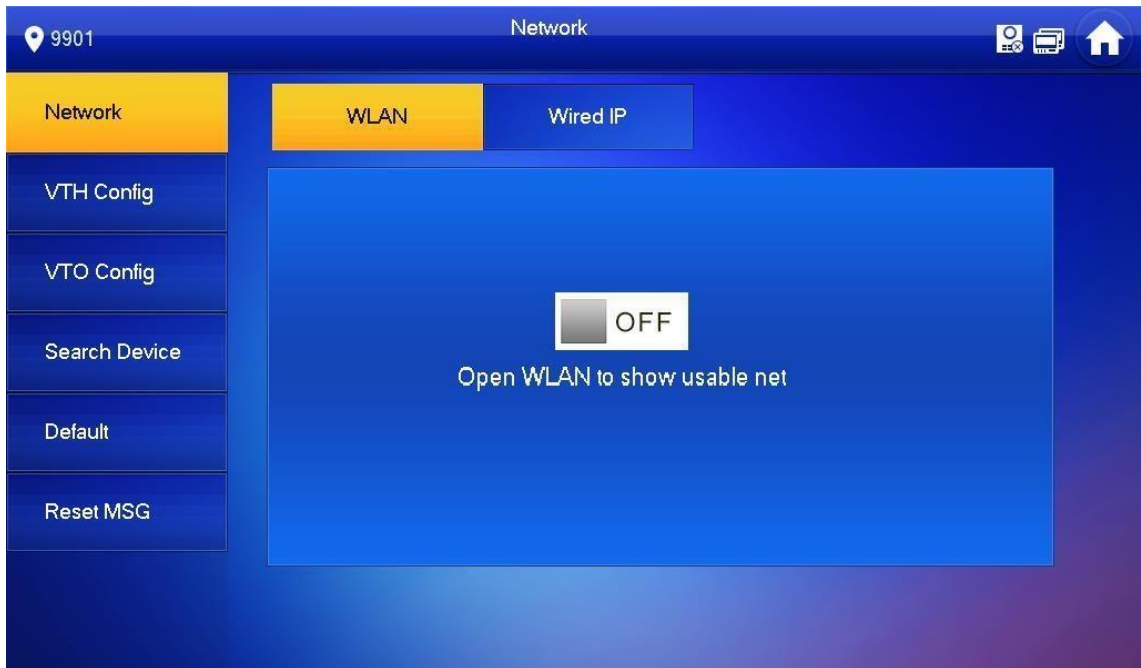 9901
Network
Network
WLAN
Wired IP
VTH Config
VTO Config
OFF
Search Device
Open WLAN to show usable net
Default
Reset MSG